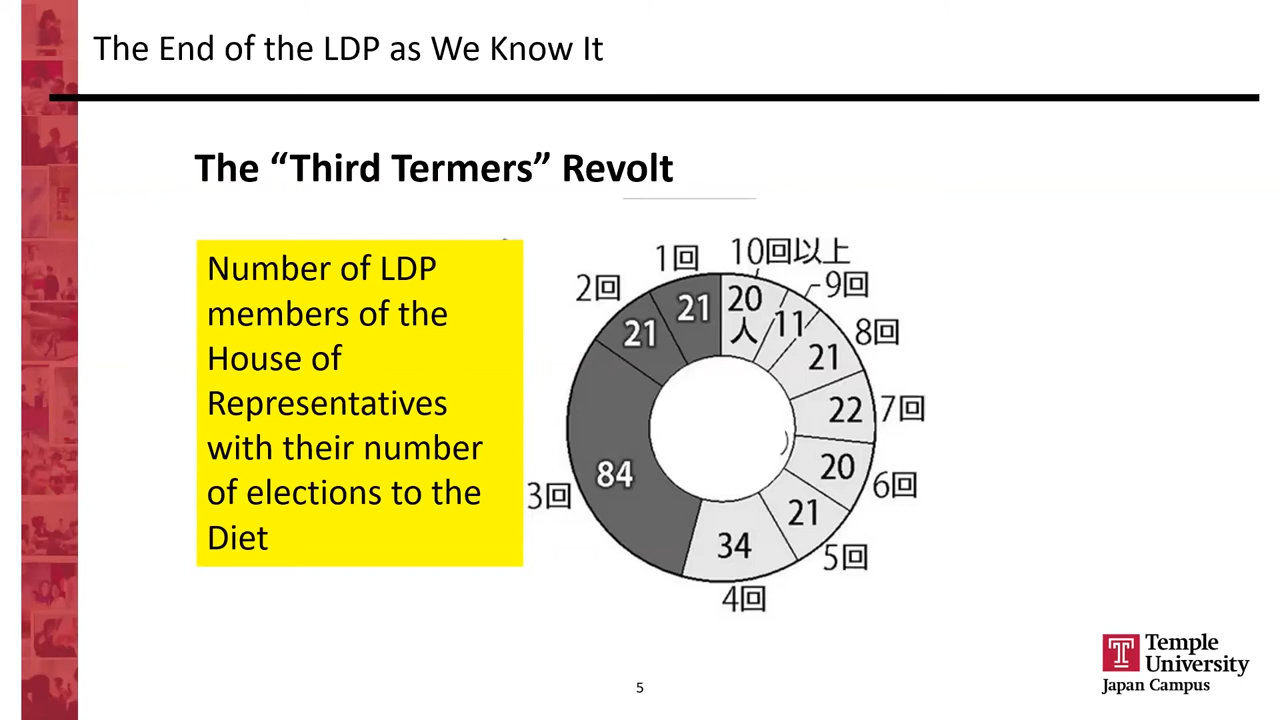 The End of the LDP as We Know It
The “Third Termers” Revolt
Number of LDP
members of the
House of
Representatives
with their number
of elections to the
Diet
10回以上
20
人
9回
11
8回
21
7回
22
6回
20
5回
21
4回
34
3回
84
2回
21
1回
21
Temple
University
Japan Campus
5